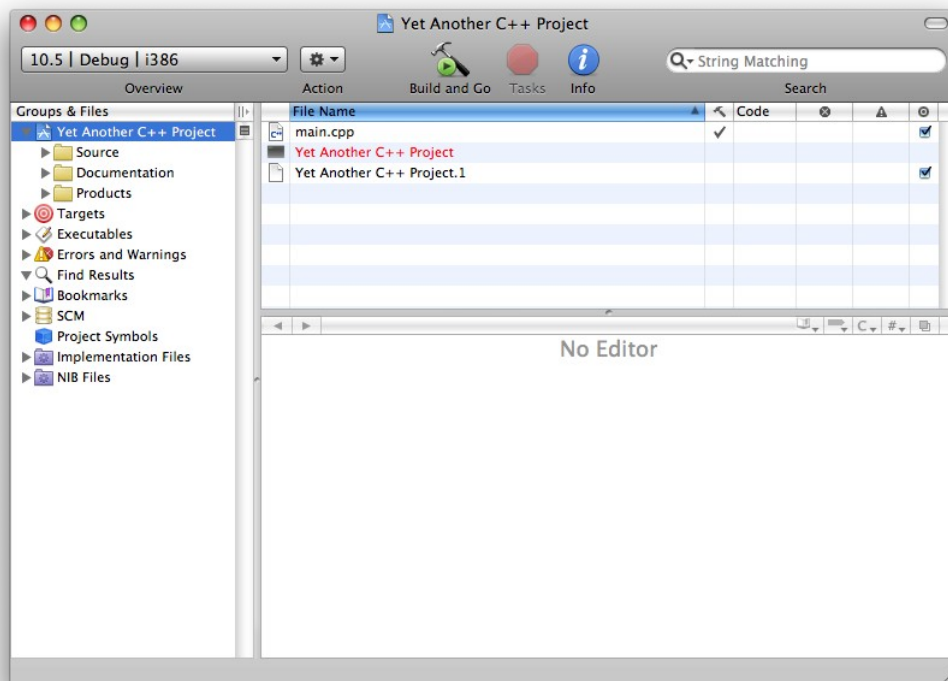 Yet Another C++ Project
10.5 | Debug | i386
String Matching
Overview
Action
Build and Go
Tasks
Info
Search
Groups & Files
File Name
Code
Yet Another C++ Project
Source
Documentation
Products
Targets
Executables
Errors and Warnings
Find Results
Bookmarks
SCM
Project Symbols
Implementation Files
NIB Files
main.cpp
Yet Another C++ Project
Yet Another C++ Project.1
C
#
No Editor